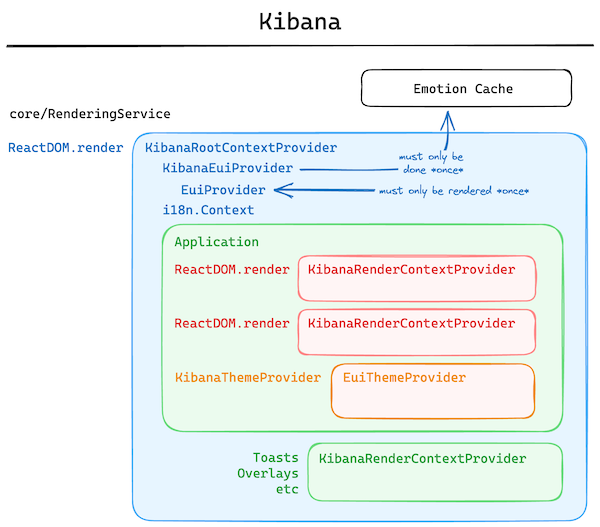 Kibana
Emotion Cache
core/RenderingService
ReactDOM.render
KibanaRootContextProvider
must only be
done *once*
KibanaEuiProvider
EuiProvider
must only be rendered *once*
i18n.Context
Application
ReactDOM.render
KibanaRenderContextProvider
ReactDOM.render
KibanaRenderContextProvider
KibanaThemeProvider
EuiThemeProvider
Toasts
Overlays
etc
KibanaRenderContextProvider